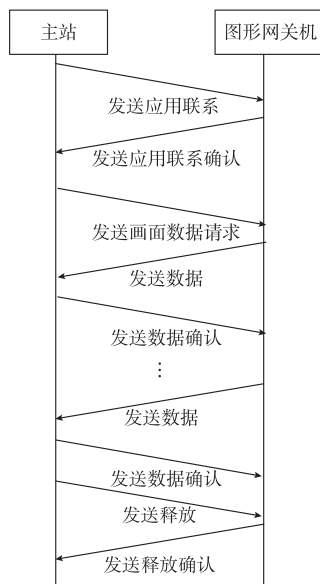 主站
图形网关机
发送应用联系
发送应用联系确认
发送画面数据请求
发送数据
发送数据确认
⋮
发送数据
发送数据确认
发送释放
发送释放确认